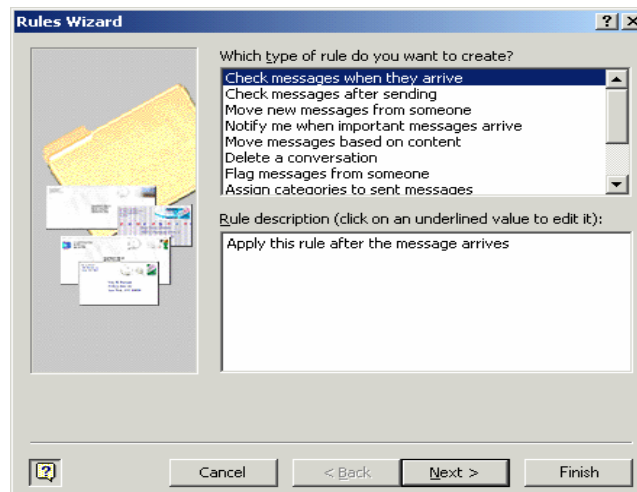 Rules Wizard
Which type of rule do you want to create?
Check messages when they arrive
Check messages after sending
Move new messages from someone
Notify me when important messages arrive
Move messages based on content
Delete a conversation
Flag messages from someone
Assign categories to sent messages
Rule description (click on an underlined value to edit it):
Apply this rule after the message arrives
Cancel
< Back
Next >
Finish